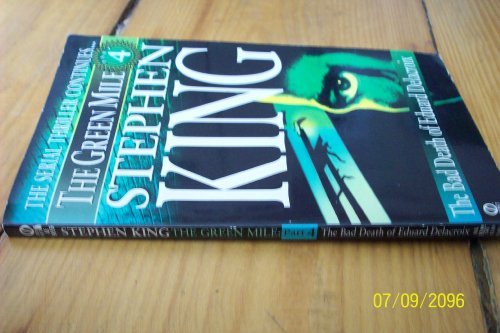 THE SERIAL THRILLER CONTINUES...
THE GREEN MILE
4
STEPHEN
KING
The Bad Death of Eduard Delacroix
STEPHEN KING THE GREEN MILE: Part 4 The Bad Death of Eduard Delacroix
07/09/2096